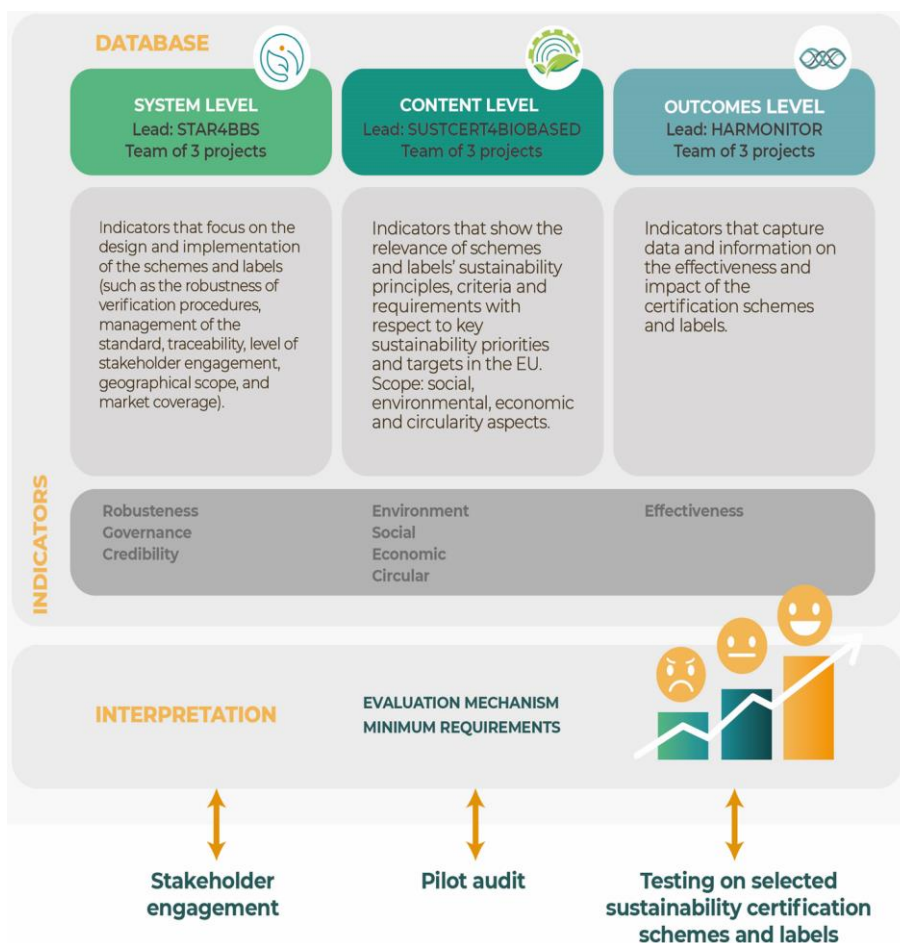 DATABASE
SYSTEM LEVEL
Lead: STAR4BBS
Team of 3 projects
CONTENT LEVEL
Lead: SUSTCERT4BIOBASED
Team of 3 projects
OUTCOMES LEVEL
Lead: HARMONITOR
Team of 3 projects
Indicators that focus on the
design and implementation
of the schemes and labels
(such as the robustness of
verification procedures,
management of the
standard, traceability, level of
stakeholder engagement,
geographical scope, and
market coverage).
Indicators that show the
relevance of schemes
and labels' sustainability
principles, criteria and
requirements with
respect to key
sustainability priorities
and targets in the EU.
Scope: social,
environmental, economic
and circularity aspects.
Indicators that capture
data and information on
the effectiveness and
impact of the
certification schemes
and labels.
INDICATORS
Robusteness
Governance
Credibility
Environment
Social
Economic
Circular
Effectiveness
INTERPRETATION
EVALUATION MECHANISM
MINIMUM REQUIREMENTS
Stakeholder
engagement
Pilot audit
Testing on selected
sustainability certification
schemes and labels